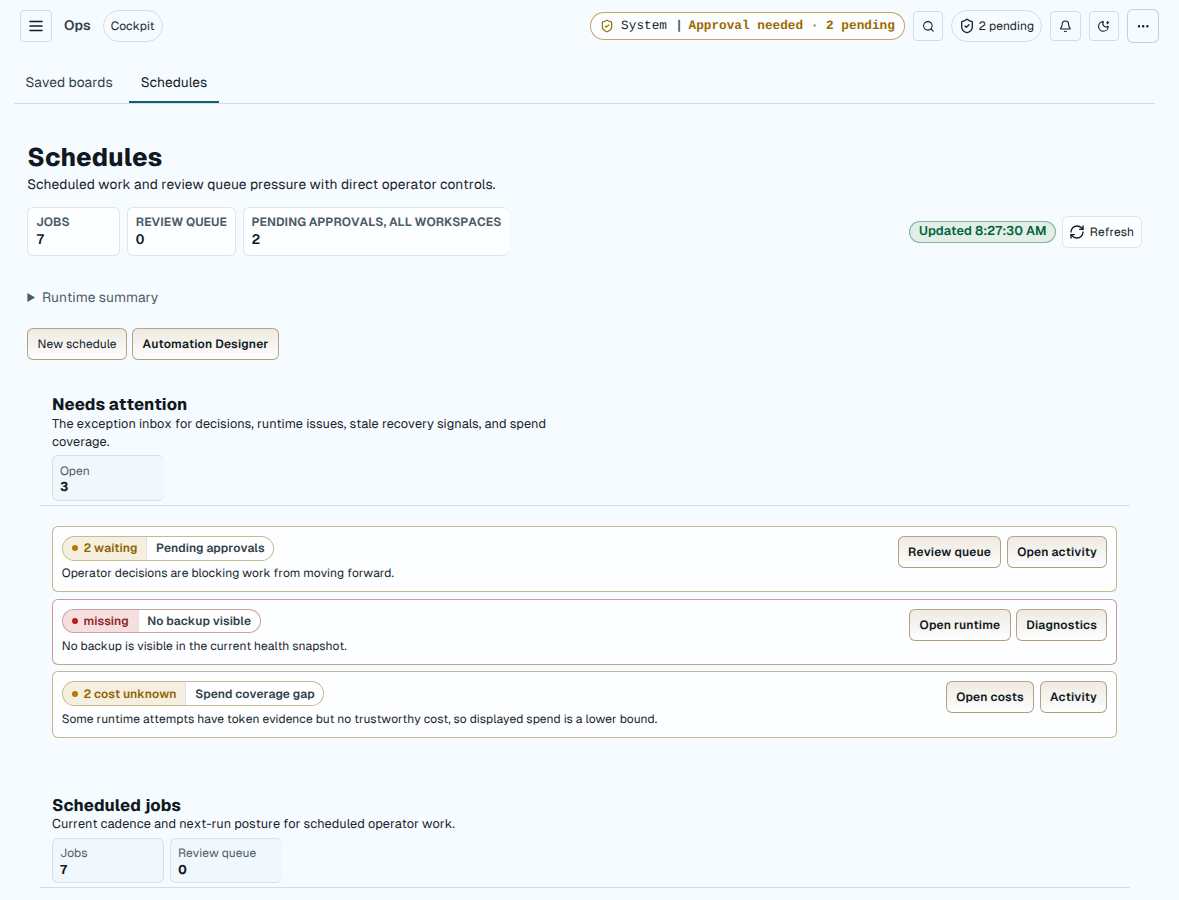 Ops
Cockpit
System | Approval needed · 2 pending
2 pending
Saved boards
Schedules
Schedules
Scheduled work and review queue pressure with direct operator controls.
JOBS
7
REVIEW QUEUE
0
PENDING APPROVALS, ALL WORKSPACES
2
Updated 8:27:30 AM
Refresh
Runtime summary
New schedule
Automation Designer
Needs attention
The exception inbox for decisions, runtime issues, stale recovery signals, and spend
coverage.
Open
3
2 waiting
Pending approvals
Review queue
Open activity
Operator decisions are blocking work from moving forward.
missing
No backup visible
Open runtime
Diagnostics
No backup is visible in the current health snapshot.
2 cost unknown
Spend coverage gap
Open costs
Activity
Some runtime attempts have token evidence but no trustworthy cost, so displayed spend is a lower bound.
Scheduled jobs
Current cadence and next-run posture for scheduled operator work.
Jobs
7
Review queue
0